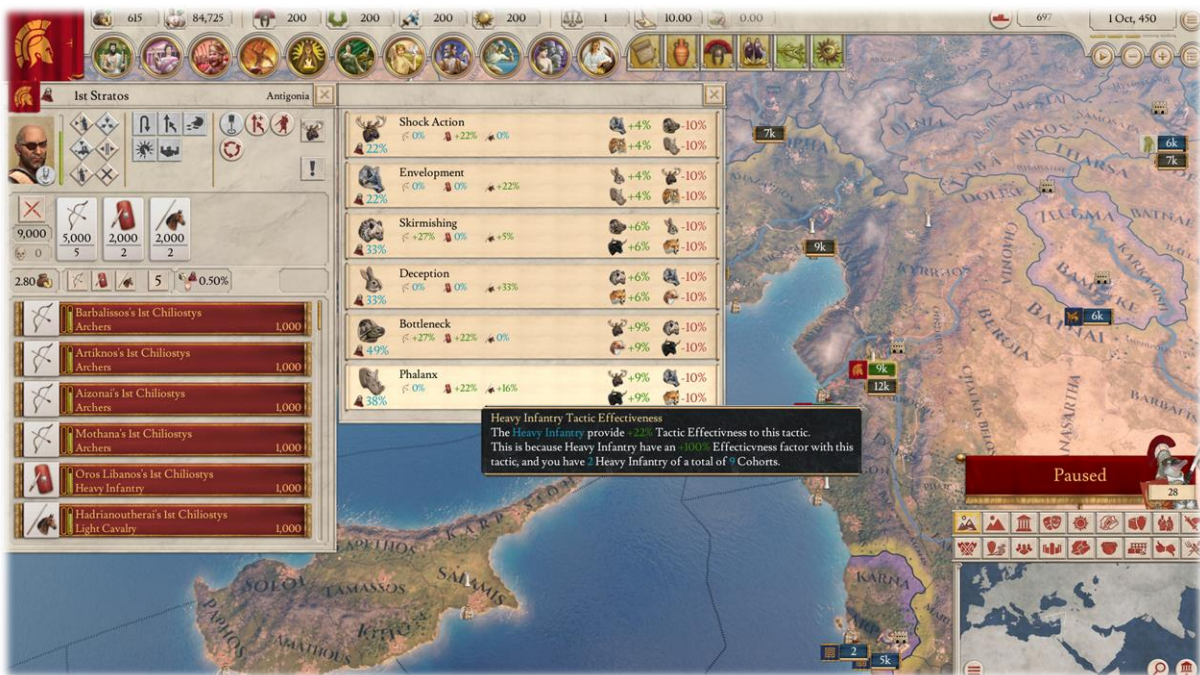 615 84,725 200 200 200 200 1 10.00 0.00 697 1 Oct, 450
1st Stratos Antigonia
9,000 5,000 2,000 2,000
0 5 2 2
2.80 5 0.50%
Barbalissos's 1st Chiliostys
Archers 1,000
Artiknos's 1st Chiliostys
Archers 1,000
Aizonai's 1st Chiliostys
Archers 1,000
Mothana's 1st Chiliostys
Archers 1,000
Oros Libanos's 1st Chiliostys
Heavy Infantry 1,000
Hadrianoutherai's 1st Chiliostys
Light Cavalry 1,000
Shock Action
0% +22% 0% +4% -10%
22% +4% -10%
Envelopment
0% 0% +22% +4% -10%
22% +4% -10%
Skirmishing
+27% 0% +5% +6% -10%
33% +6% -10%
Deception
0% 0% +33% +6% -10%
33% +6% -10%
Bottleneck
+27% +22% 0% +9% -10%
49% +9% -10%
Phalanx
0% +22% +16% +9% -10%
38% +9% -10%
Heavy Infantry Tactic Effectiveness
The Heavy Infantry provide +22% Tactic Effectivness to this tactic.
This is because Heavy Infantry have an +100% Effectivcness factor with this
tactic, and you have 2 Heavy Infantry of a total of 9 Cohorts.
7k
6k
7k
THARSA
DOLIKE
ZEUGMA
BATNAI
9k
KYRRHOS
6k
BEROIA
9k
12k
CHALKIS BELOS
Paused
28
KARPASION
LAPETHOS
SOLOI
TAMASSOS
SALAMIS
PAPHOS
KITION
AMATHOUS
KARNA
2
5k